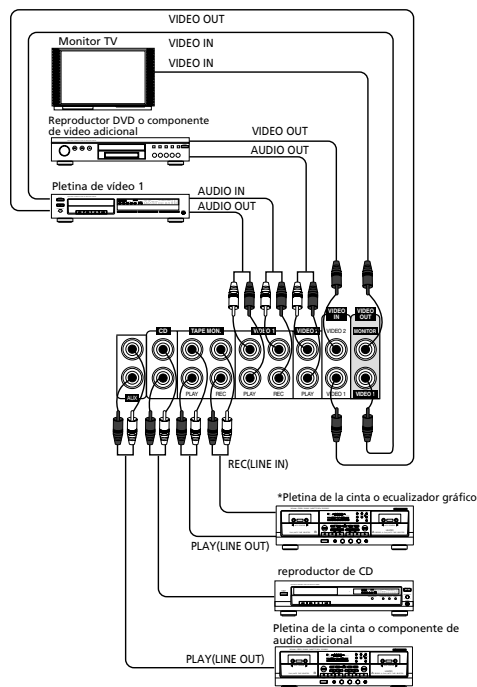 VIDEO OUT
Monitor TV
VIDEO IN
VIDEO IN
Reproductor DVD o componente
de video adicional
VIDEO OUT
AUDIO OUT
Pletina de vídeo 1
AUDIO IN
AUDIO OUT
VIDEO IN
VIDEO OUT
CD
TAPE MON.
VIDEO 1
VIDEO 2
VIDEO 2
MONITOR
AUX
PLAY
REC
PLAY
REC
PLAY
VIDEO 1
VIDEO 1
REC(LINE IN)
*Pletina de la cinta o ecualizador gráfico
PLAY(LINE OUT)
reproductor de CD
Pletina de la cinta o componente de
audio adicional
PLAY(LINE OUT)